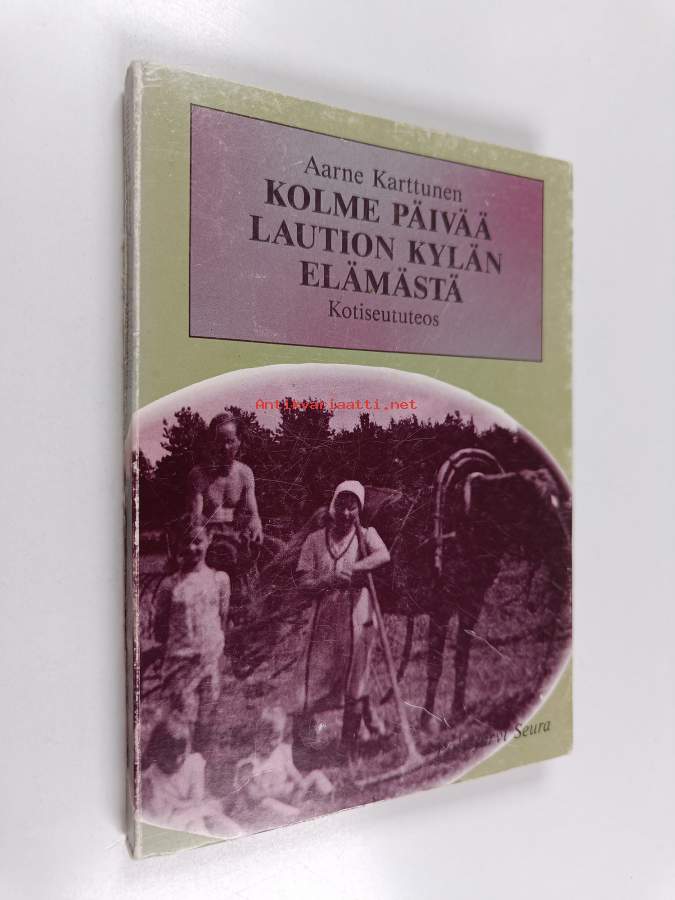 Aarne Karttunen
KOLME PÄIVÄÄ
LAUTION KYLÄN
ELÄMÄSTÄ
Kotiseututeos
Antikvariaatti.net
Seura